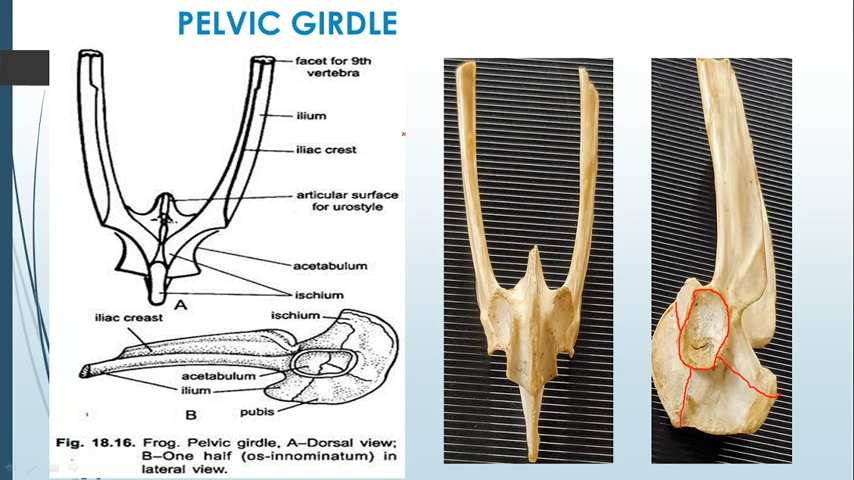 PELVIC GIRDLE
facet for 9th
vertebra
ilium
iliac crest
articular surface
for urostyle
acetabulum
ischium
A
iliac creast
ischium
acetabulum
ilium
pubis
B
Fig. 18.16. Frog. Pelvic girdle, A–Dorsal view;
B–One half (os-innominatum) in
lateral view.